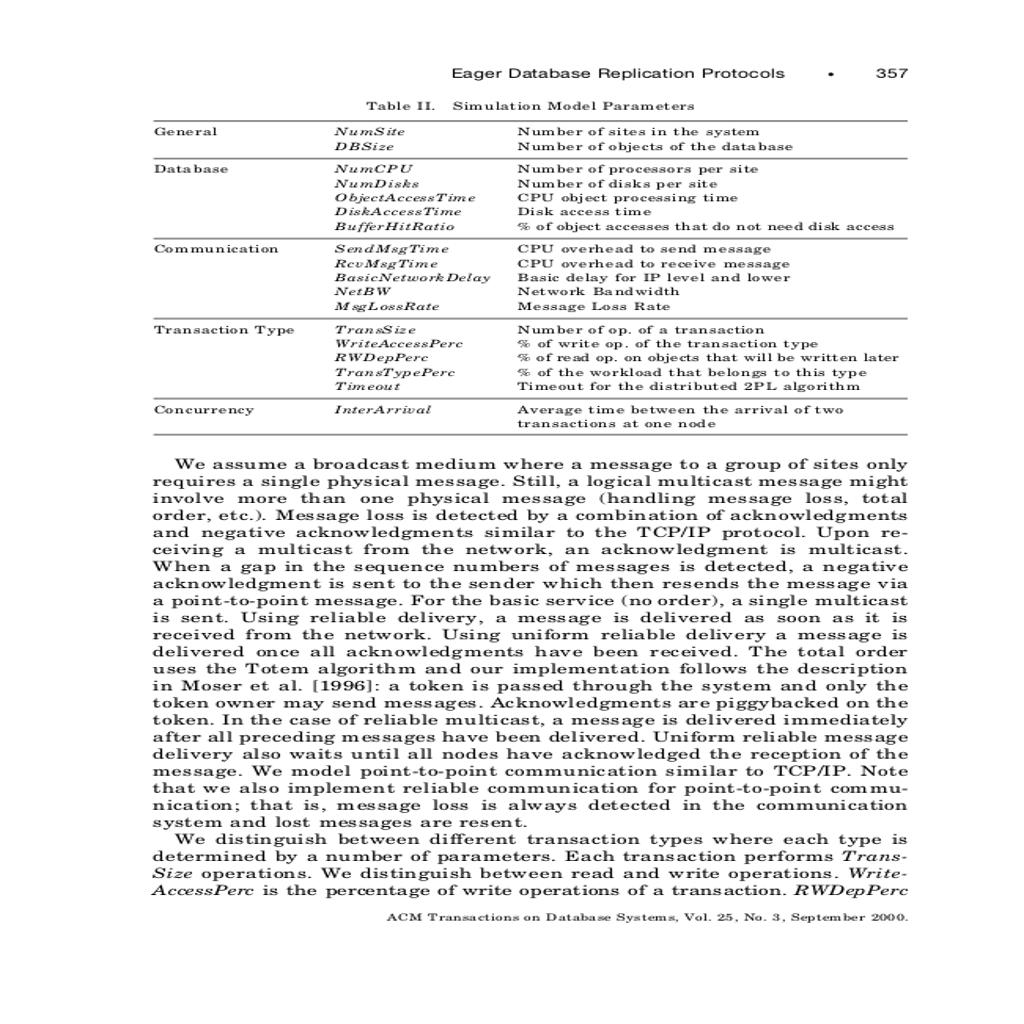 Eager Database Replication Protocols • 357
Table II. Simulation Model Parameters
General NumSite Number of sites in the system
DBSize Number of objects of the database
Database NumCPU Number of processors per site
NumDisks Number of disks per site
ObjectAccessTime CPU object processing time
DiskAccessTime Disk access time
BufferHitRatio % of object accesses that do not need disk access
Communication SendMsgTime CPU overhead to send message
RcvMsgTime CPU overhead to receive message
BasicNetworkDelay Basic delay for IP level and lower
NetBW Network Bandwidth
MsgLossRate Message Loss Rate
Transaction Type TransSize Number of op. of a transaction
WriteAccessPerc % of write op. of the transaction type
RWDepPerc % of read op. on objects that will be written later
TransTypePerc % of the workload that belongs to this type
Timeout Timeout for the distributed 2PL algorithm
Concurrency InterArrival Average time between the arrival of two
transactions at one node
We assume a broadcast medium where a message to a group of sites only
requires a single physical message. Still, a logical multicast message might
involve more than one physical message (handling message loss, total
order, etc.). Message loss is detected by a combination of acknowledgments
and negative acknowledgments similar to the TCP/IP protocol. Upon re-
ceiving a multicast from the network, an acknowledgment is multicast.
When a gap in the sequence numbers of messages is detected, a negative
acknowledgment is sent to the sender which then resends the message via
a point-to-point message. For the basic service (no order), a single multicast
is sent. Using reliable delivery, a message is delivered as soon as it is
received from the network. Using uniform reliable delivery a message is
delivered once all acknowledgments have been received. The total order
uses the Totem algorithm and our implementation follows the description
in Moser et al. [1996]: a token is passed through the system and only the
token owner may send messages. Acknowledgments are piggybacked on the
token. In the case of reliable multicast, a message is delivered immediately
after all preceding messages have been delivered. Uniform reliable message
delivery also waits until all nodes have acknowledged the reception of the
message. We model point-to-point communication similar to TCP/IP. Note
that we also implement reliable communication for point-to-point commu-
nication; that is, message loss is always detected in the communication
system and lost messages are resent.
We distinguish between different transaction types where each type is
determined by a number of parameters. Each transaction performs Trans-
Size operations. We distinguish between read and write operations. Write-
AccessPerc is the percentage of write operations of a transaction. RWDepPerc
ACM Transactions on Database Systems, Vol. 25, No. 3, September 2000.